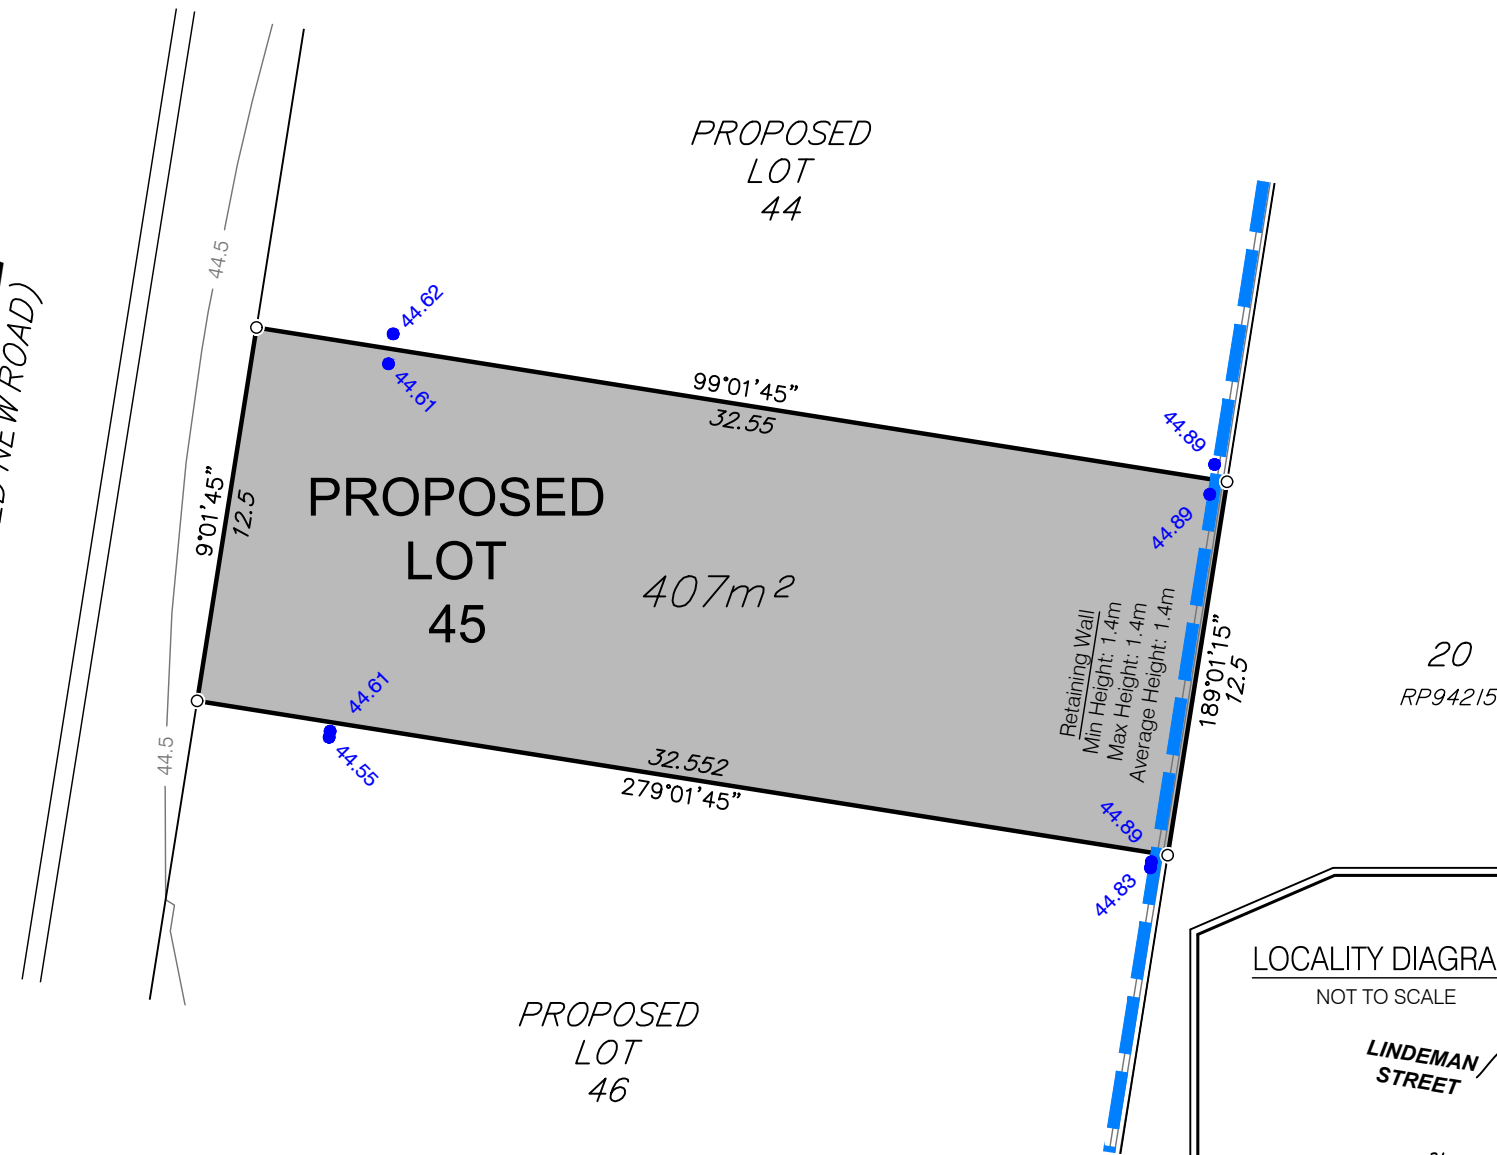 PROPOSED
LOT
44
NEW ROAD)
44.5
44.62
44.61
99°01'45"
32.55
44.89
44.89
9°01'45"
12.5
PROPOSED
LOT
45
407m²
Retaining Wall
Min Height: 1.4m
Max Height: 1.4m
Average Height: 1.4m
189°01'15"
12.5
20
RP94215
44.61
44.55
44.5
32.552
279°01'45"
44.89
44.83
PROPOSED
LOT
46
LOCALITY DIAGRA
NOT TO SCALE
LINDEMAN
STREET